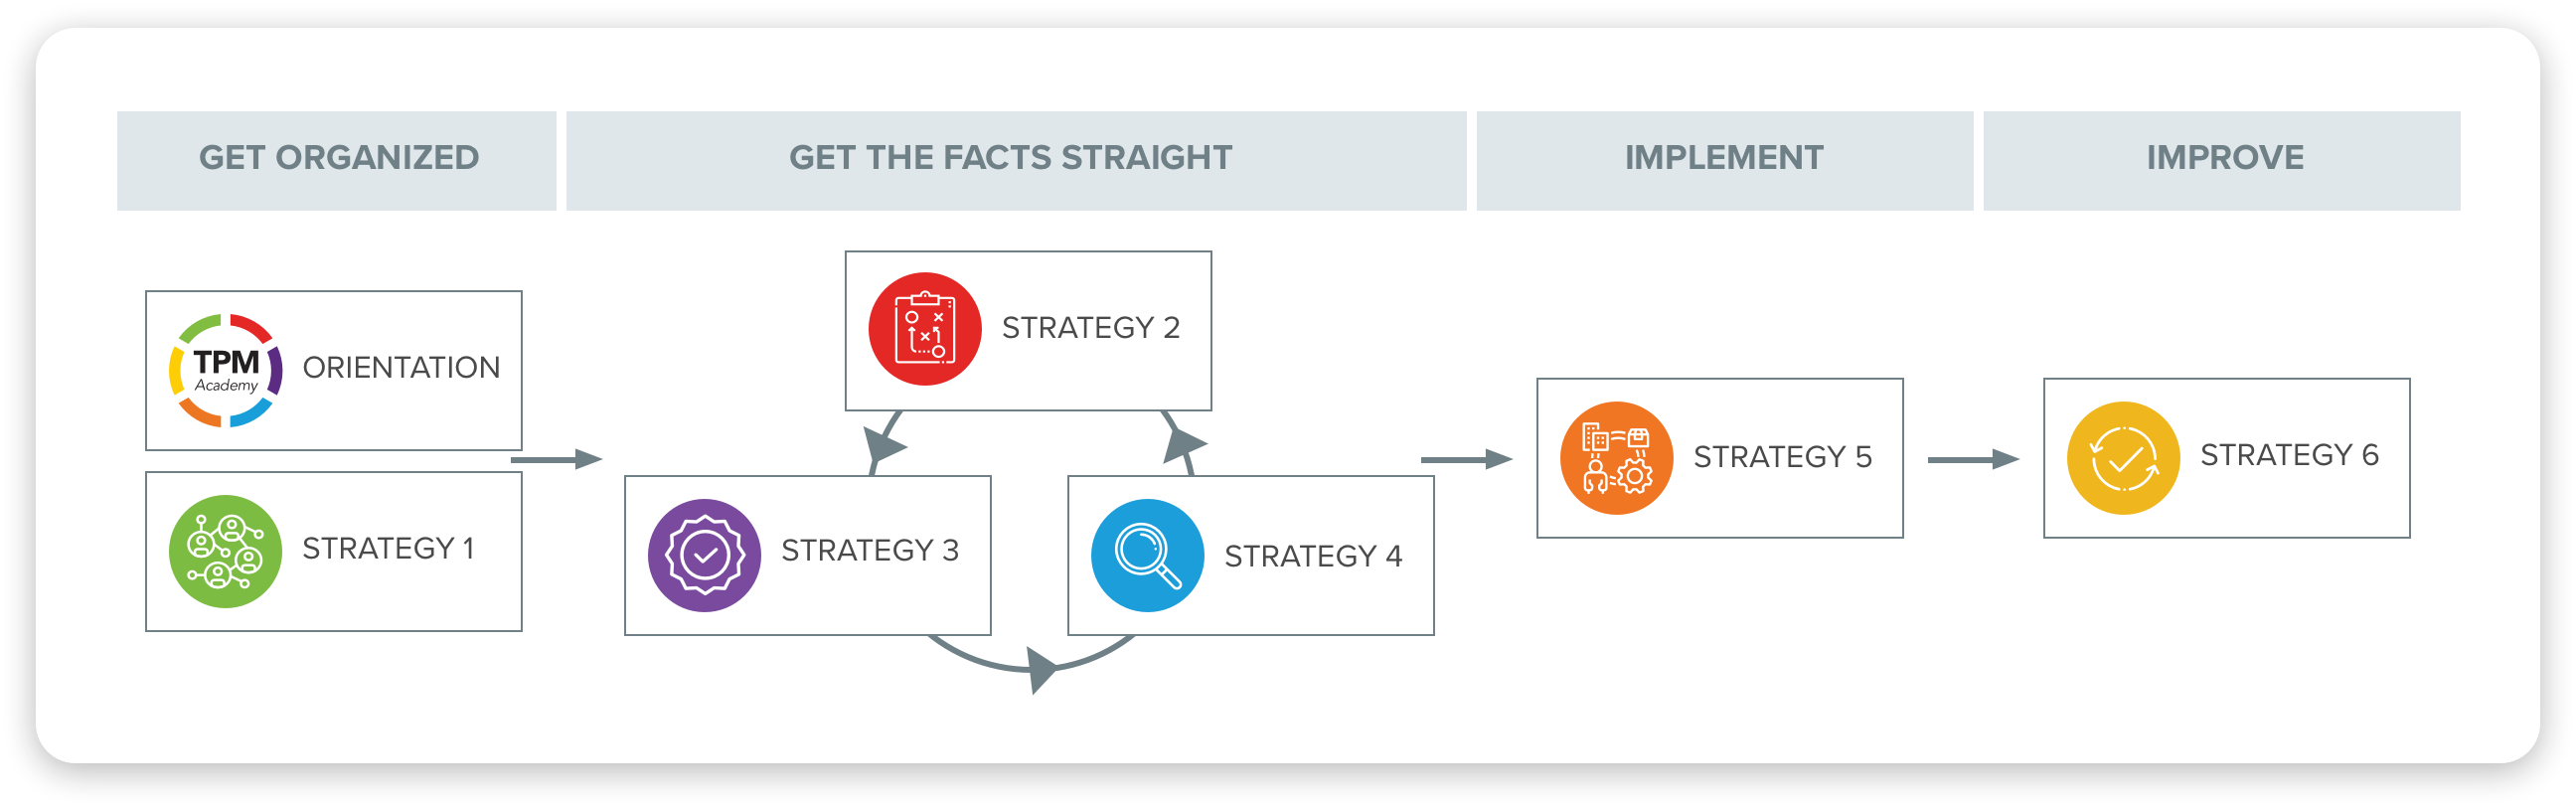 GET ORGANIZED
GET THE FACTS STRAIGHT
IMPLEMENT
IMPROVE
TPM
Academy
ORIENTATION
STRATEGY 1
STRATEGY 2
STRATEGY 3
STRATEGY 4
STRATEGY 5
STRATEGY 6